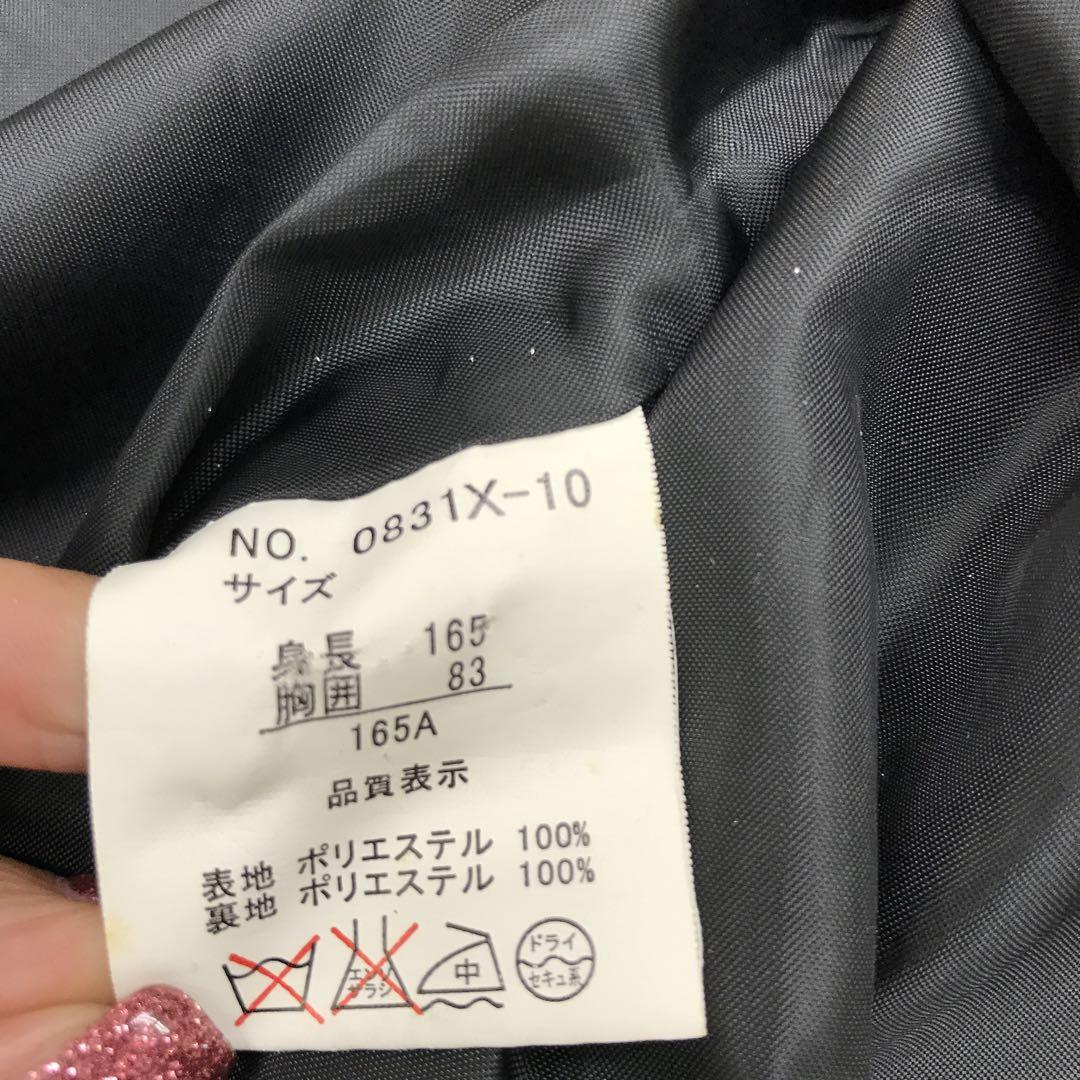 NO. 0831X-10
サイズ
身長 165
胸囲 83
165A
品質表示
表地 ポリエステル 100%
裏地 ポリエステル 100%
エンソ
サラシ
中
ドライ
セキユ系